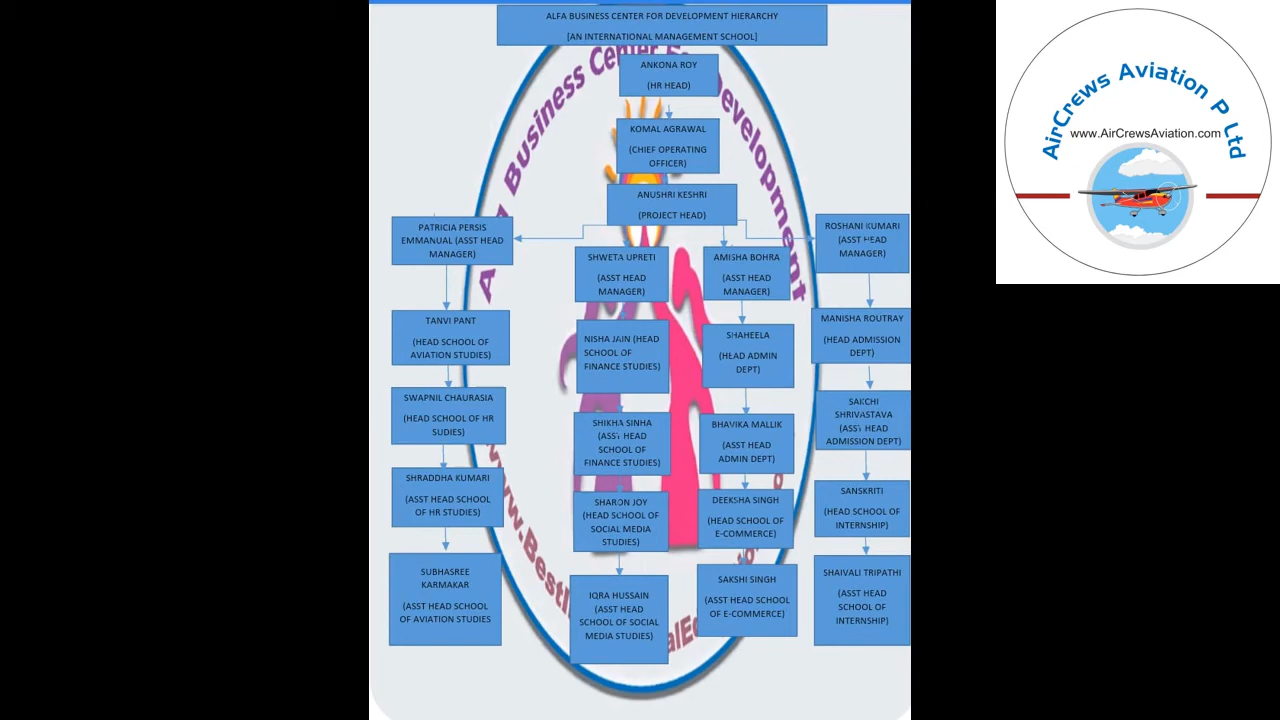 ALFA BUSINESS CENTER FOR DEVELOPMENT HIERARCHY
[AN INTERNATIONAL MANAGEMENT SCHOOL]
ANKONA ROY
(HR HEAD)
KOMAL AGRAWAL
(CHIEF OPERATING
OFFICER)
ANUSHRI KESHRI
(PROJECT HEAD)
PATRICIA PERSIS
EMMANUAL (ASST HEAD
MANAGER)
TANVI PANT
(HEAD SCHOOL OF
AVIATION STUDIES)
SWAPNIL CHAURASIA
(HEAD SCHOOL OF HR
SUDIES)
SHRADDHA KUMARI
(ASST HEAD SCHOOL
OF HR STUDIES)
SUBHASREE
KARMAKAR
(ASST HEAD SCHOOL
OF AVIATION STUDIES
SHWETA UPRETI
(ASST HEAD
MANAGER)
NISHA JAIN (HEAD
SCHOOL OF
FINANCE STUDIES)
SHIKHA SINHA
(ASST HEAD
SCHOOL OF
FINANCE STUDIES)
SHARON JOY
(HEAD SCHOOL OF
SOCIAL MEDIA
STUDIES)
IQRA HUSSAIN
(ASST HEAD
SCHOOL OF SOCIAL
MEDIA STUDIES)
AMISHA BOHRA
(ASST HEAD
MANAGER)
SHAHEELA
(HEAD ADMIN
DEPT)
BHAVIKA MALLIK
(ASST HEAD
ADMIN DEPT)
DEEKSHA SINGH
(HEAD SCHOOL OF
E-COMMERCE)
SAKSHI SINGH
(ASST HEAD SCHOOL
OF E-COMMERCE)
ROSHANI KUMARI
(ASST HEAD
MANAGER)
MANISHA ROUTRAY
(HEAD ADMISSION
DEPT)
SAKCHI
SHRIVASTAVA
(ASST HEAD
ADMISSION DEPT)
SANSKRITI
(HEAD SCHOOL OF
INTERNSHIP)
SHAIVALI TRIPATHI
(ASST HEAD
SCHOOL OF
INTERNSHIP)
Business Center
Development
AirCrews Aviation P Ltd
www.AirCrewsAviation.com